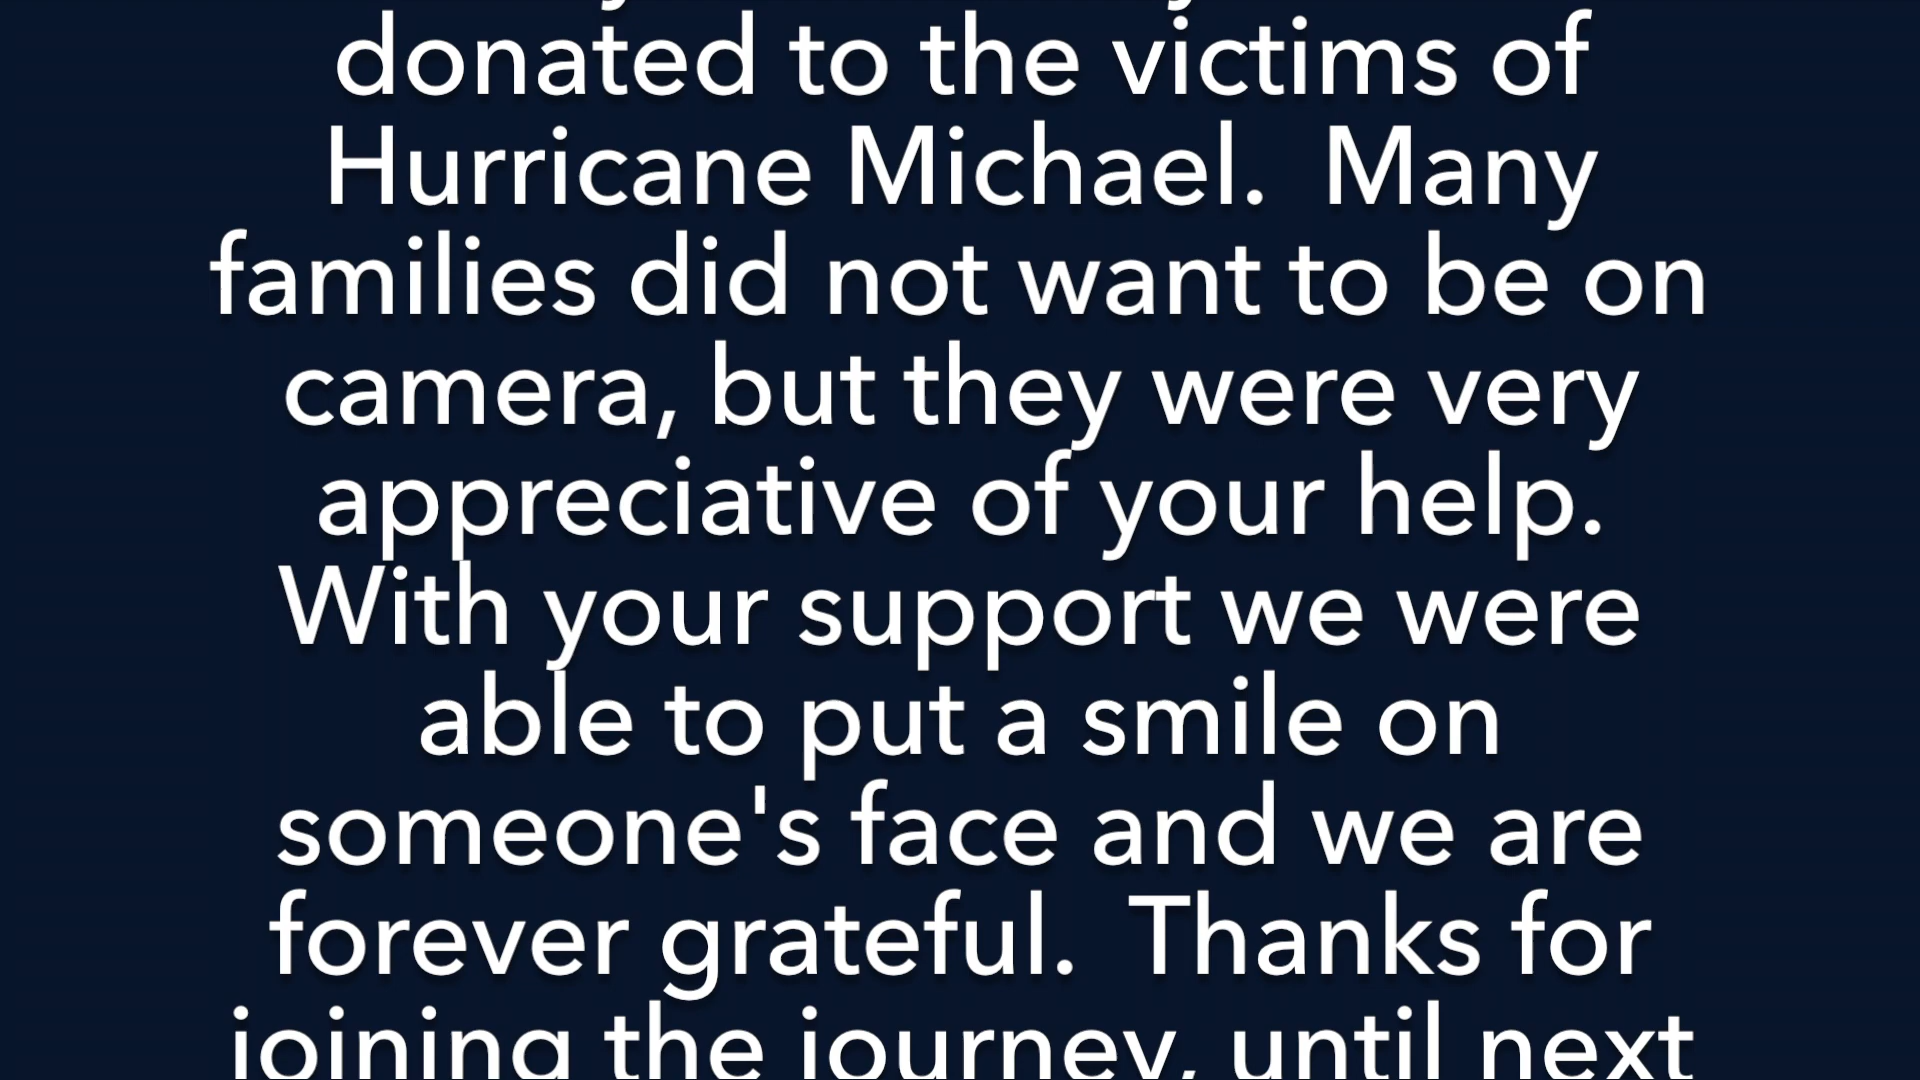 donated to the victims of
Hurricane Michael.  Many
families did not want to be on
camera, but they were very
appreciative of your help.
With your support we were
able to put a smile on
someone's face and we are
forever grateful.  Thanks for
joining the journey, until next